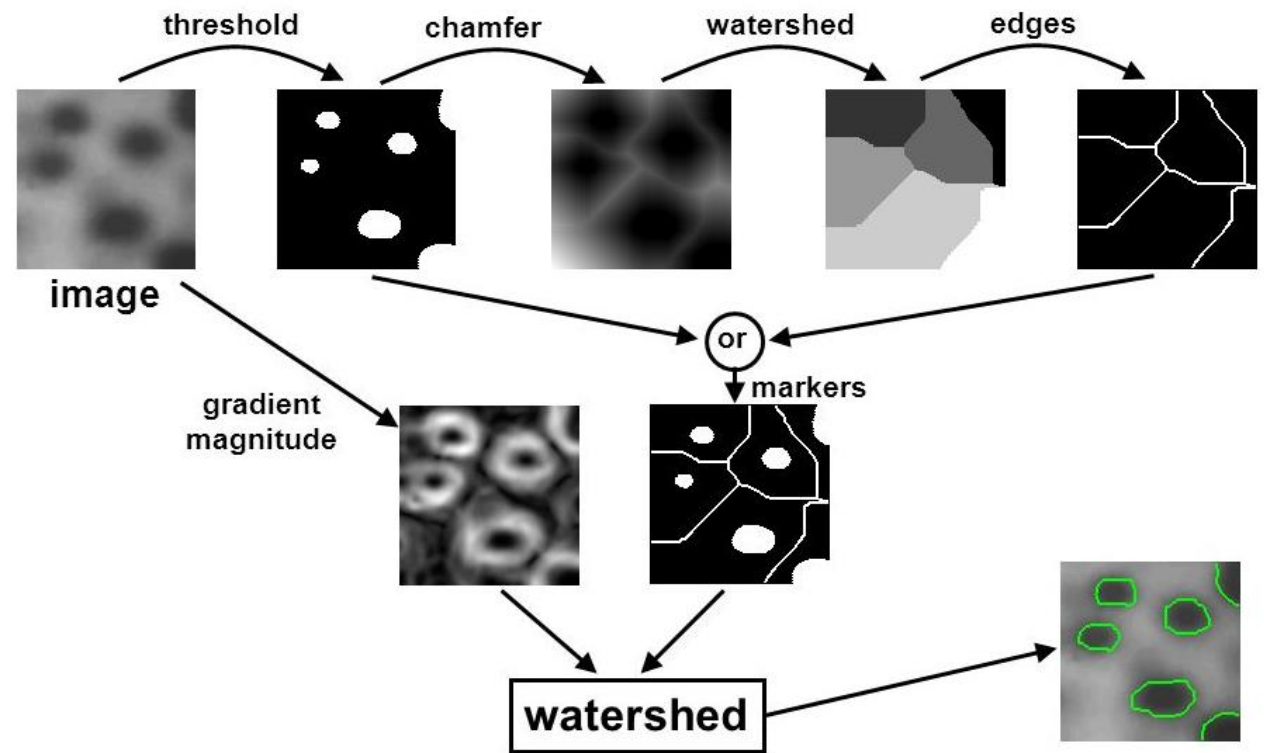 threshold
chamfer
watershed
edges
image
or
markers
gradient
magnitude
watershed